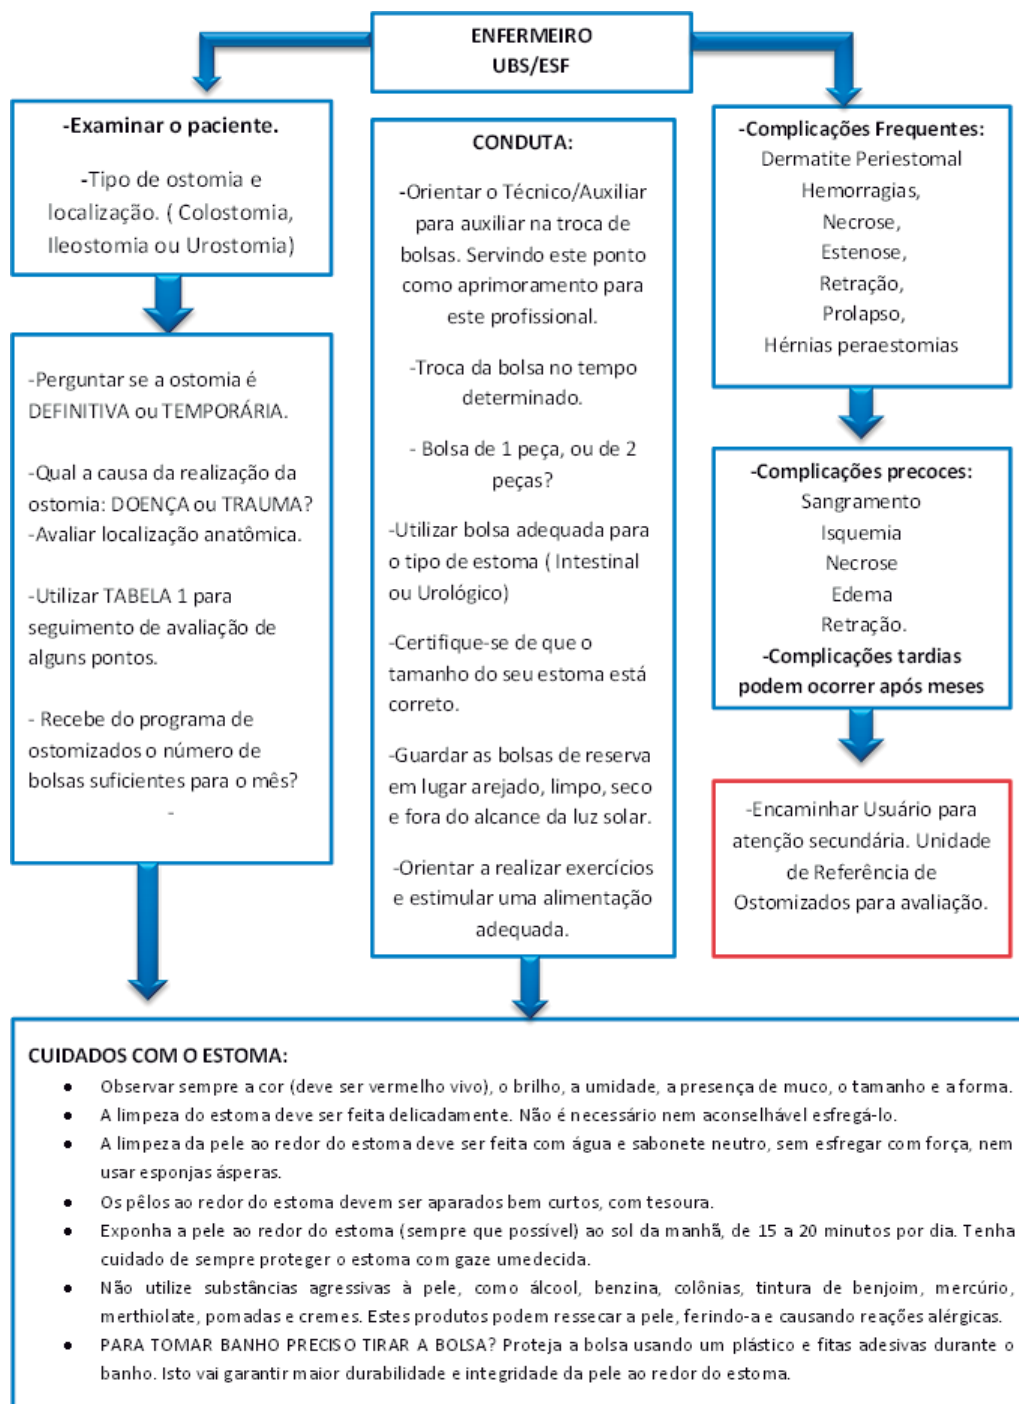 ENFERMEIRO
UBS/ESF
-Examinar o paciente.
-Tipo de ostomia e
localização. ( Colostomia,
Ileostomia ou Urostomia)
-Perguntar se a ostomia é
DEFINITIVA ou TEMPORÁRIA.
-Qual a causa da realização da
ostomia: DOENÇA ou TRAUMA?
-Avaliar localização anatômica.
-Utilizar TABELA 1 para
seguimento de avaliação de
alguns pontos.
- Recebe do programa de
ostomizados o número de
bolsas suficientes para o mês?
-
CONDUTA:
-Orientar o Técnico/Auxiliar
para auxiliar na troca de
bolsas. Servindo este ponto
como aprimoramento para
este profissional.
-Troca da bolsa no tempo
determinado.
- Bolsa de 1 peça, ou de 2
peças?
-Utilizar bolsa adequada para
o tipo de estoma ( Intestinal
ou Urológico)
-Certifique-se de que o
tamanho do seu estoma está
correto.
-Guardar as bolsas de reserva
em lugar arejado, limpo, seco
e fora do alcance da luz solar.
-Orientar a realizar exercícios
e estimular uma alimentação
adequada.
-Complicações Frequentes:
Dermatite Periestomal
Hemorragias,
Necrose,
Estenose,
Retração,
Prolapso,
Hérnias peraestomias
-Complicações precoces:
Sangramento
Isquemia
Necrose
Edema
Retração.
-Complicações tardias
podem ocorrer após meses
-Encaminhar Usuário para
atenção secundária. Unidade
de Referência de
Ostomizados para avaliação.
CUIDADOS COM O ESTOMA:
● Observar sempre a cor (deve ser vermelho vivo), o brilho, a umidade, a presença de muco, o tamanho e a forma.
● A limpeza do estoma deve ser feita delicadamente. Não é necessário nem aconselhável esfregá-lo.
● A limpeza da pele ao redor do estoma deve ser feita com água e sabonete neutro, sem esfregar com força, nem
usar esponjas ásperas.
● Os pêlos ao redor do estoma devem ser aparados bem curtos, com tesoura.
● Exponha a pele ao redor do estoma (sempre que possível) ao sol da manhã, de 15 a 20 minutos por dia. Tenha
cuidado de sempre proteger o estoma com gaze umedecida.
● Não utilize substâncias agressivas à pele, como álcool, benzina, colônias, tintura de benjoim, mercúrio,
merthiolate, pomadas e cremes. Estes produtos podem ressecar a pele, ferindo-a e causando reações alérgicas.
● PARA TOMAR BANHO PRECISO TIRAR A BOLSA? Proteja a bolsa usando um plástico e fitas adesivas durante o
banho. Isto vai garantir maior durabilidade e integridade da pele ao redor do estoma.